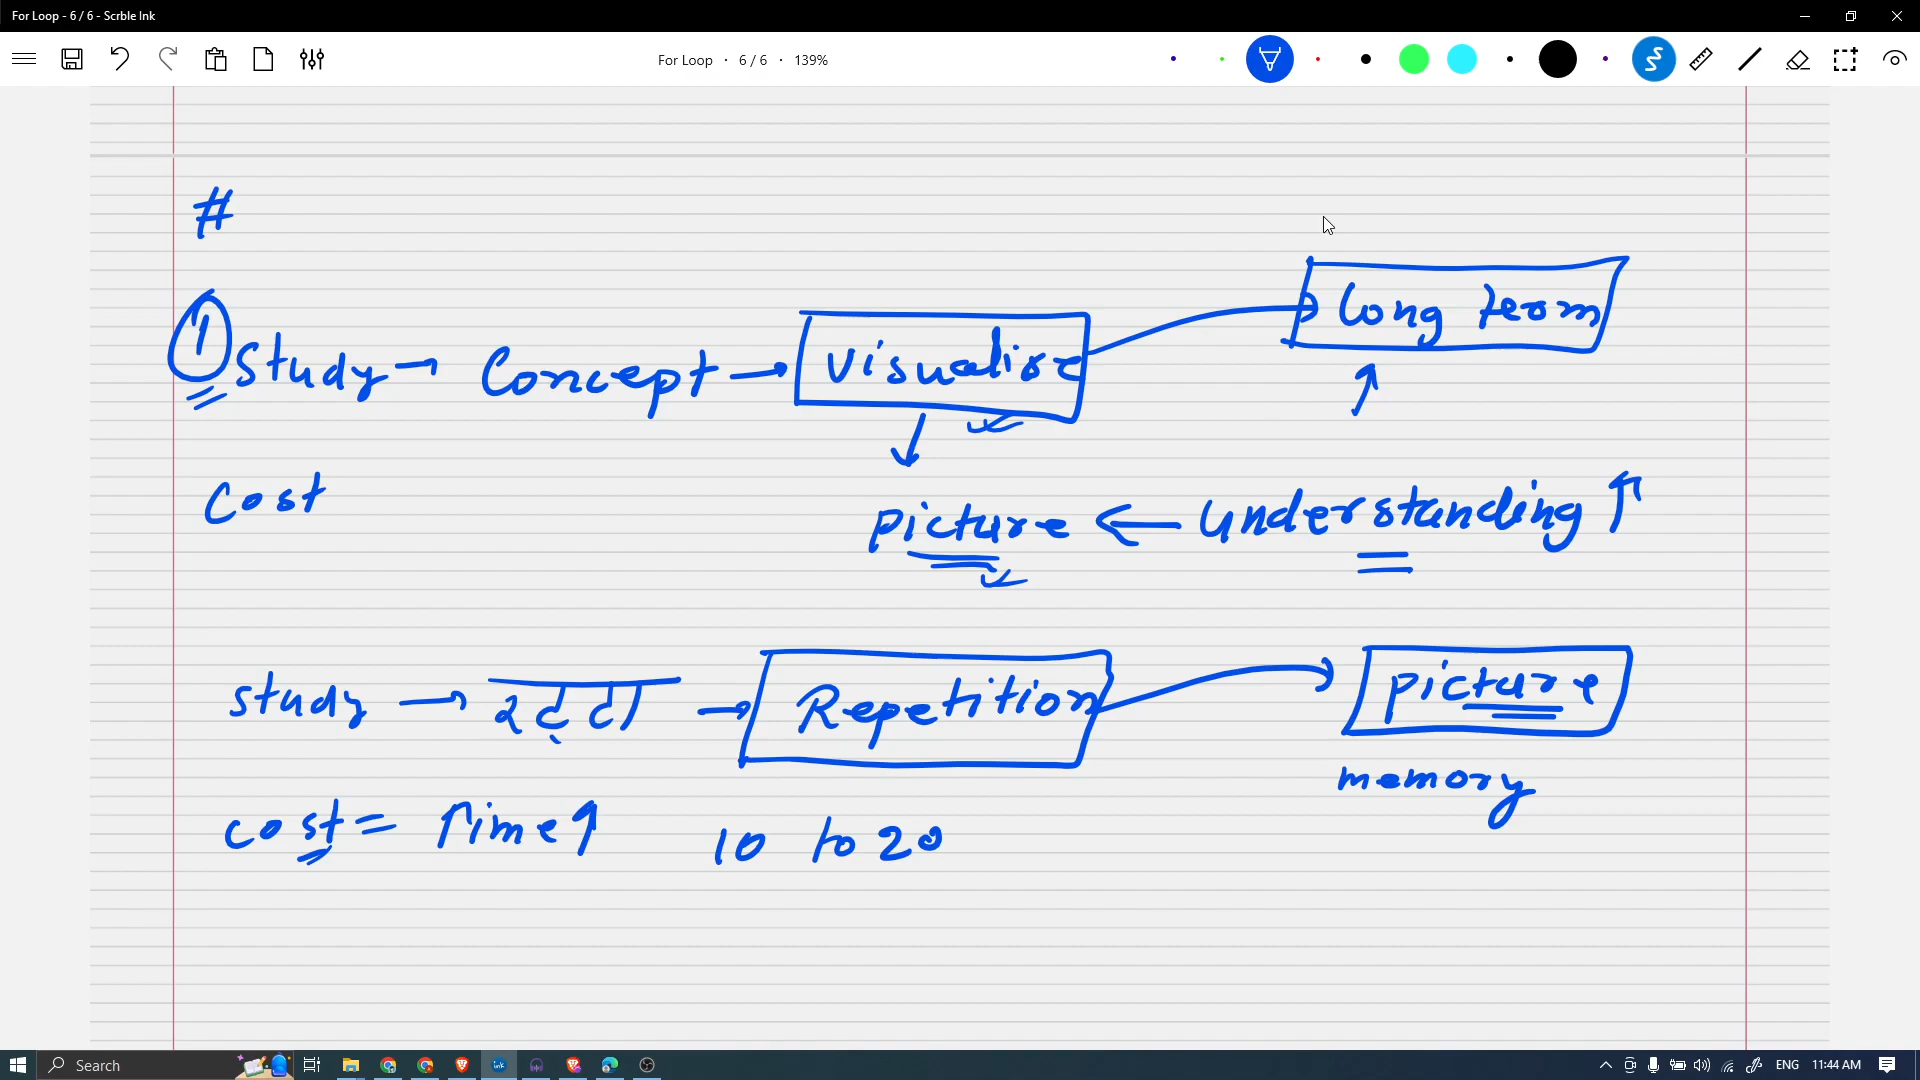 For Loop - 6 / 6 - Scrble Ink
For Loop · 6 / 6 · 139%
#
① Study → Concept → Visualise → Long term
Cost
picture ← understanding ↑
study → रट्टा → Repetition → picture
memory
cost = Time ↑ 10 to 20
Search
ENG 11:44 AM